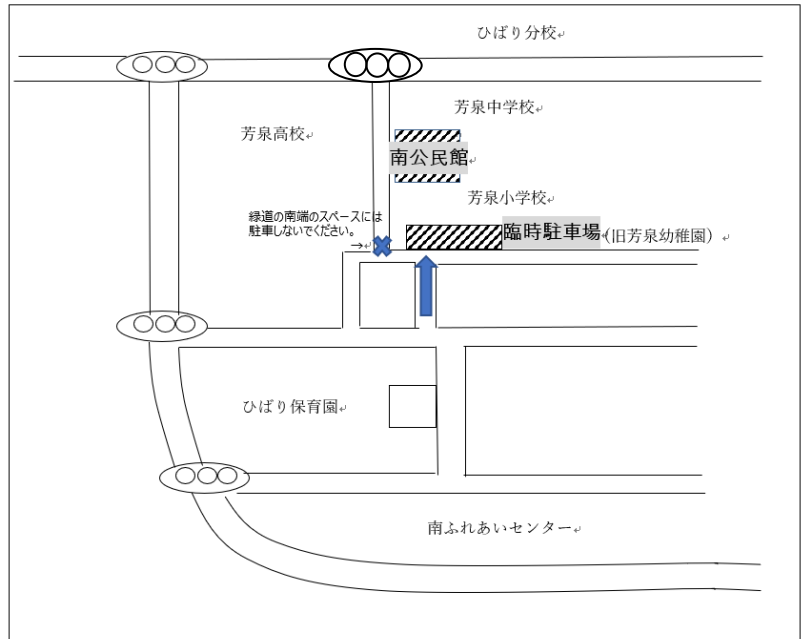 ひばり分校
芳泉中学校
芳泉高校
南公民館
芳泉小学校
緑道の南端のスペースには
駐車しないでください。
→
臨時駐車場(旧芳泉幼稚園)
ひばり保育園
南ふれあいセンター